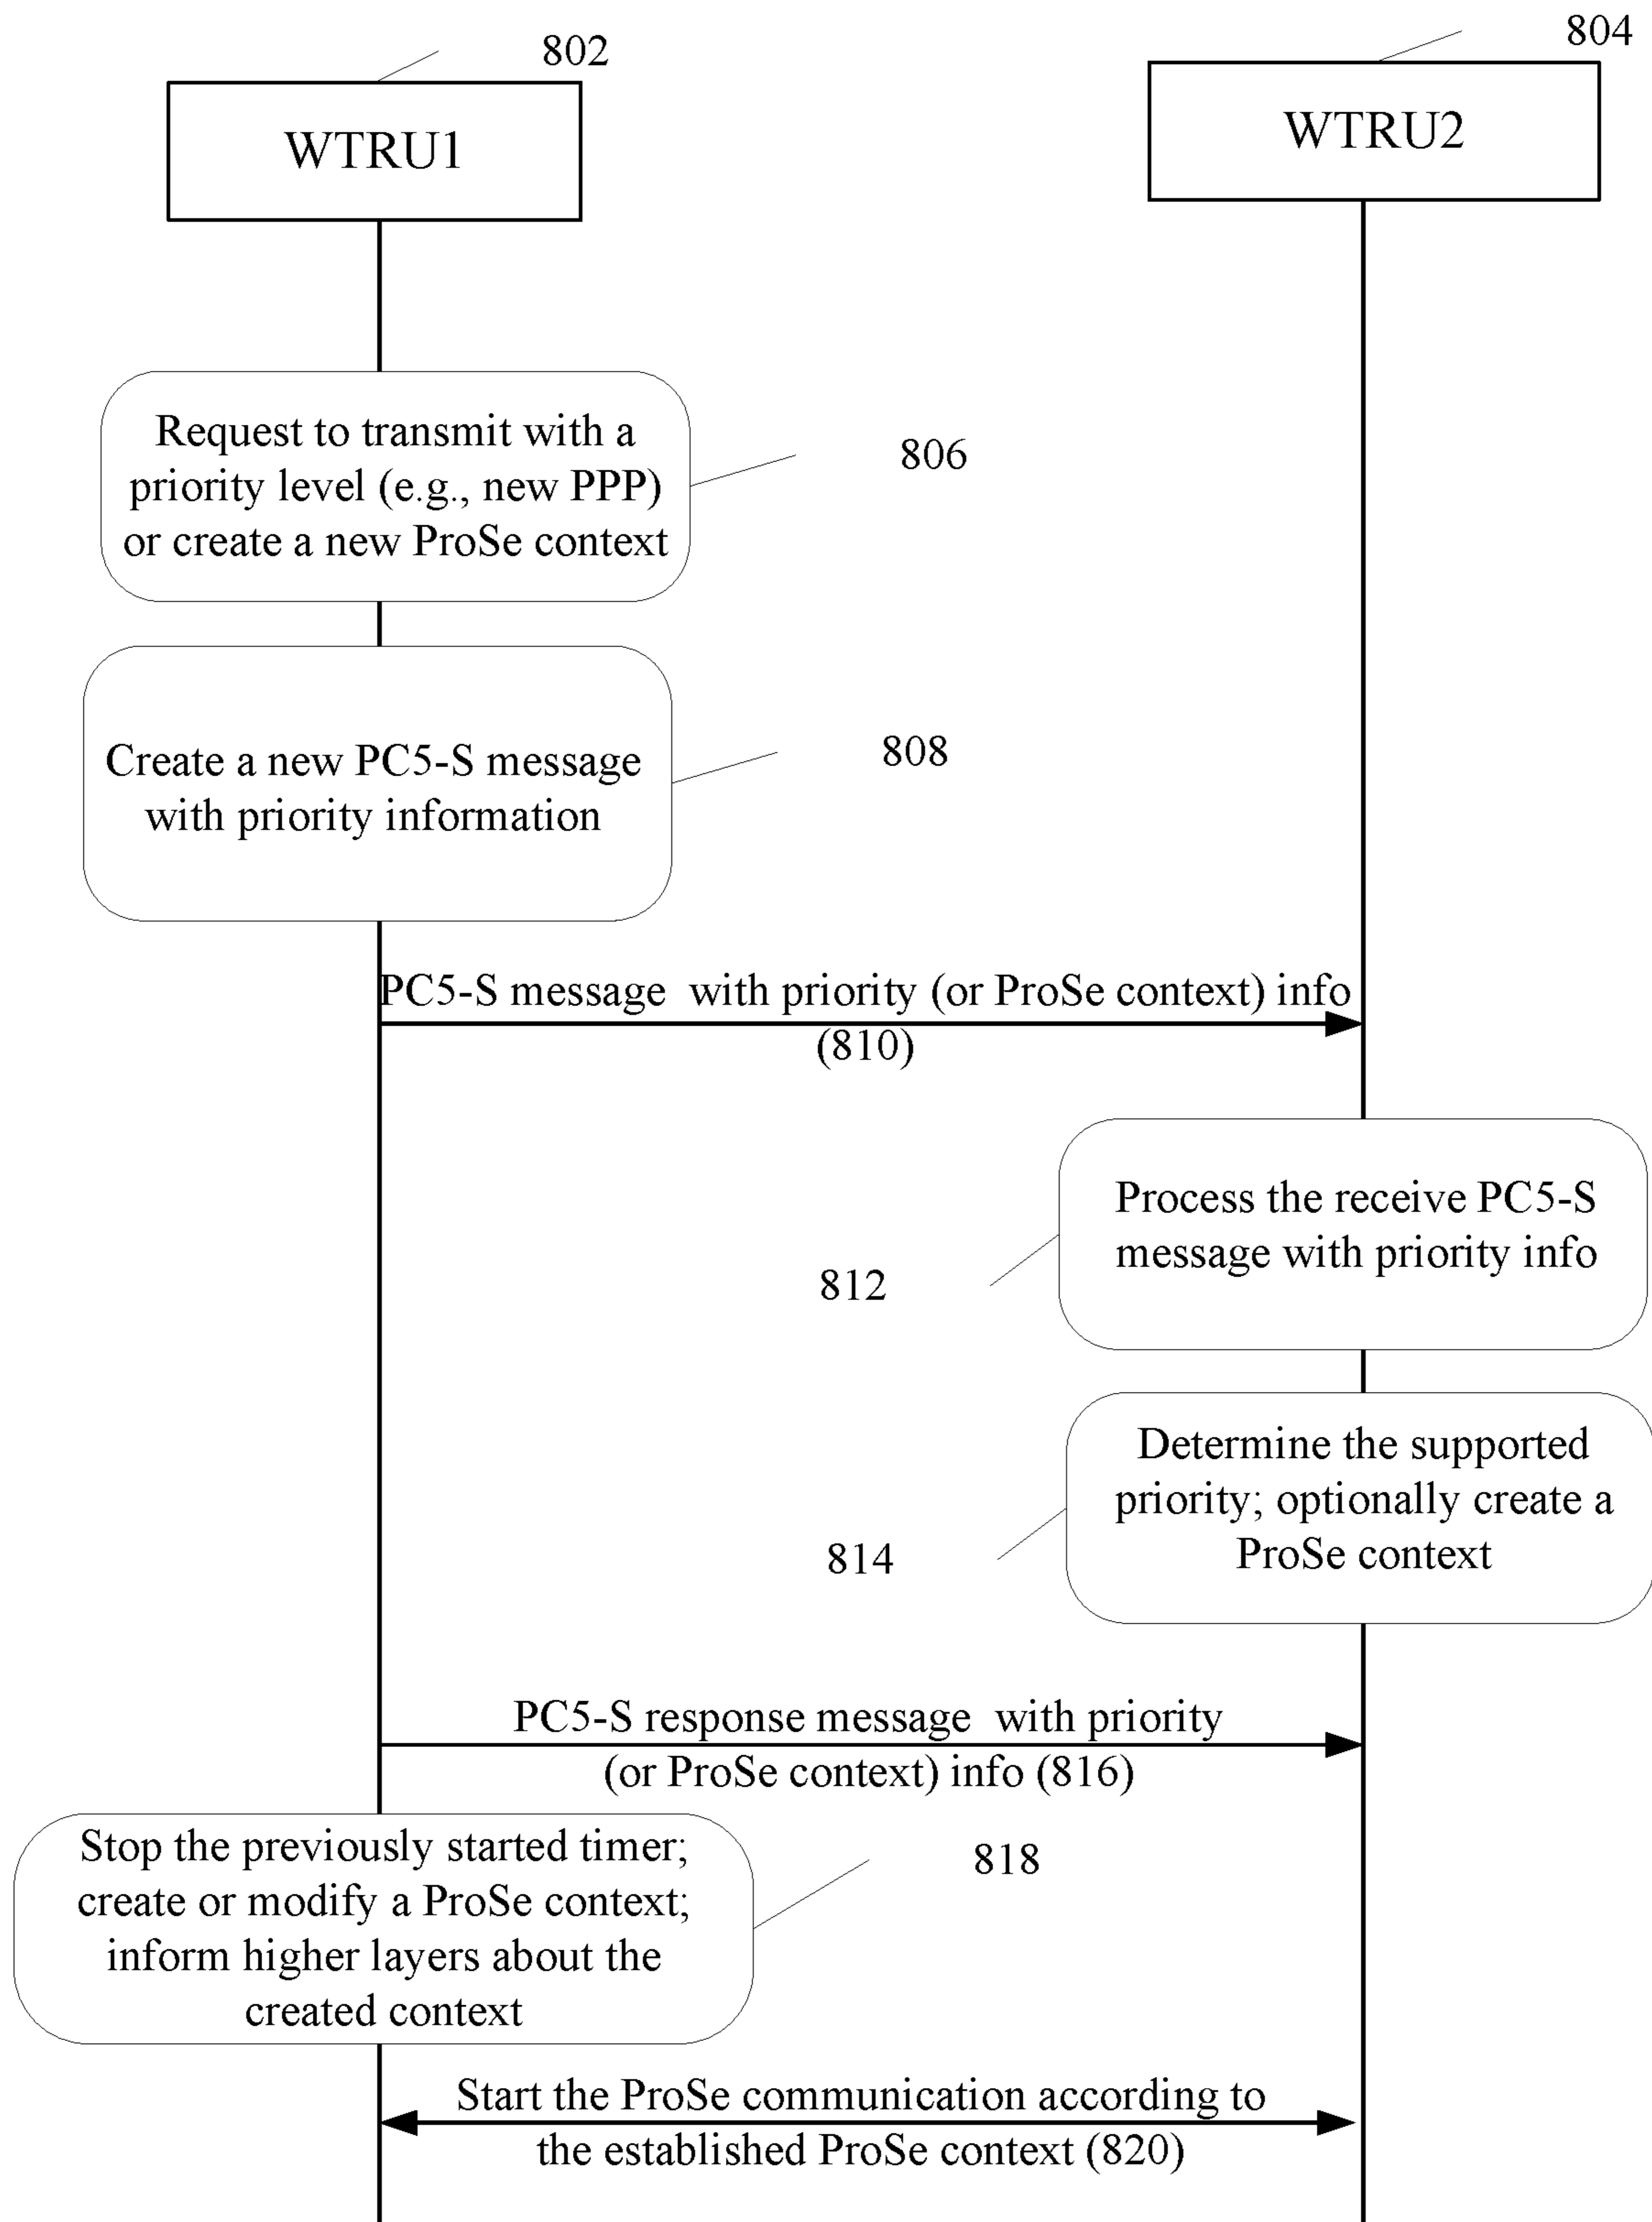 802
804
WTRU1
WTRU2
Request to transmit with a
priority level (e.g., new PPP)
or create a new ProSe context
806
Create a new PC5-S message
with priority information
808
PC5-S message with priority (or ProSe context) info
(810)
Process the receive PC5-S
message with priority info
812
Determine the supported
priority; optionally create a
ProSe context
814
PC5-S response message with priority
(or ProSe context) info (816)
Stop the previously started timer;
create or modify a ProSe context;
inform higher layers about the
created context
818
Start the ProSe communication according to
the established ProSe context (820)